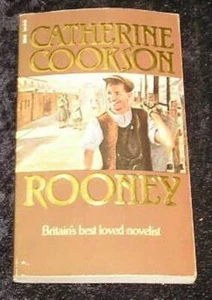 CATHERINE
COOKSON
ROONEY
Britain's best loved novelist